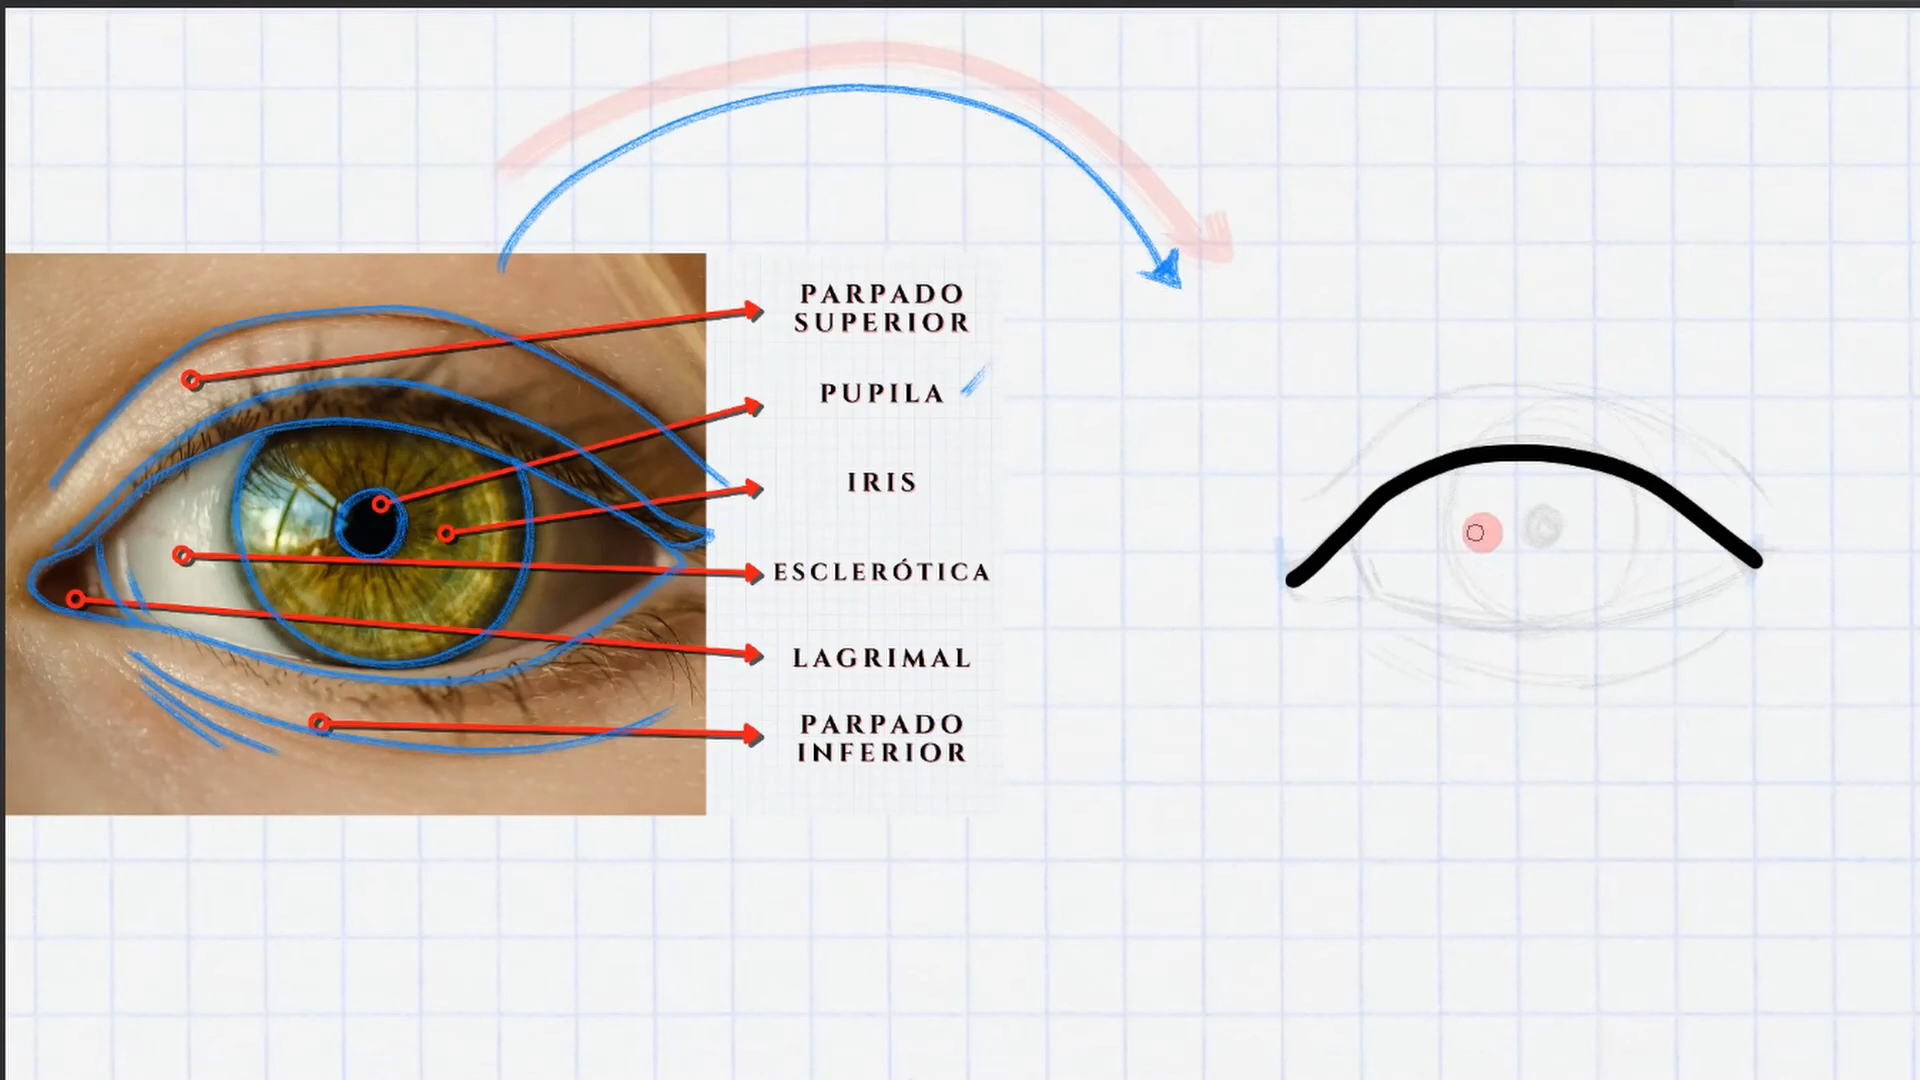 PARPADO
SUPERIOR
PUPILA
IRIS
ESCLERÓTICA
LAGRIMAL
PARPADO
INFERIOR